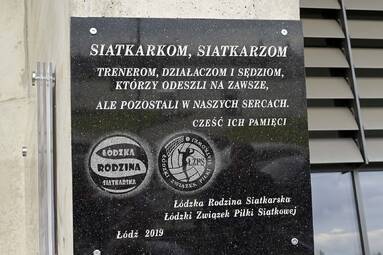 SIATKARKOM, SIATKARZOM
TRENEROM, DZIAŁACZOM I SĘDZIOM,
KTÓRZY ODESZLI NA ZAWSZE,
ALE POZOSTALI W NASZYCH SERCACH.
CZEŚĆ ICH PAMIĘCI
ŁÓDZKA
RODZINA
SIATKARSKA
ŁZPS
Łódzka Rodzina Siatkarska
Łódzki Związek Piłki Siatkowej
Łódź 2019